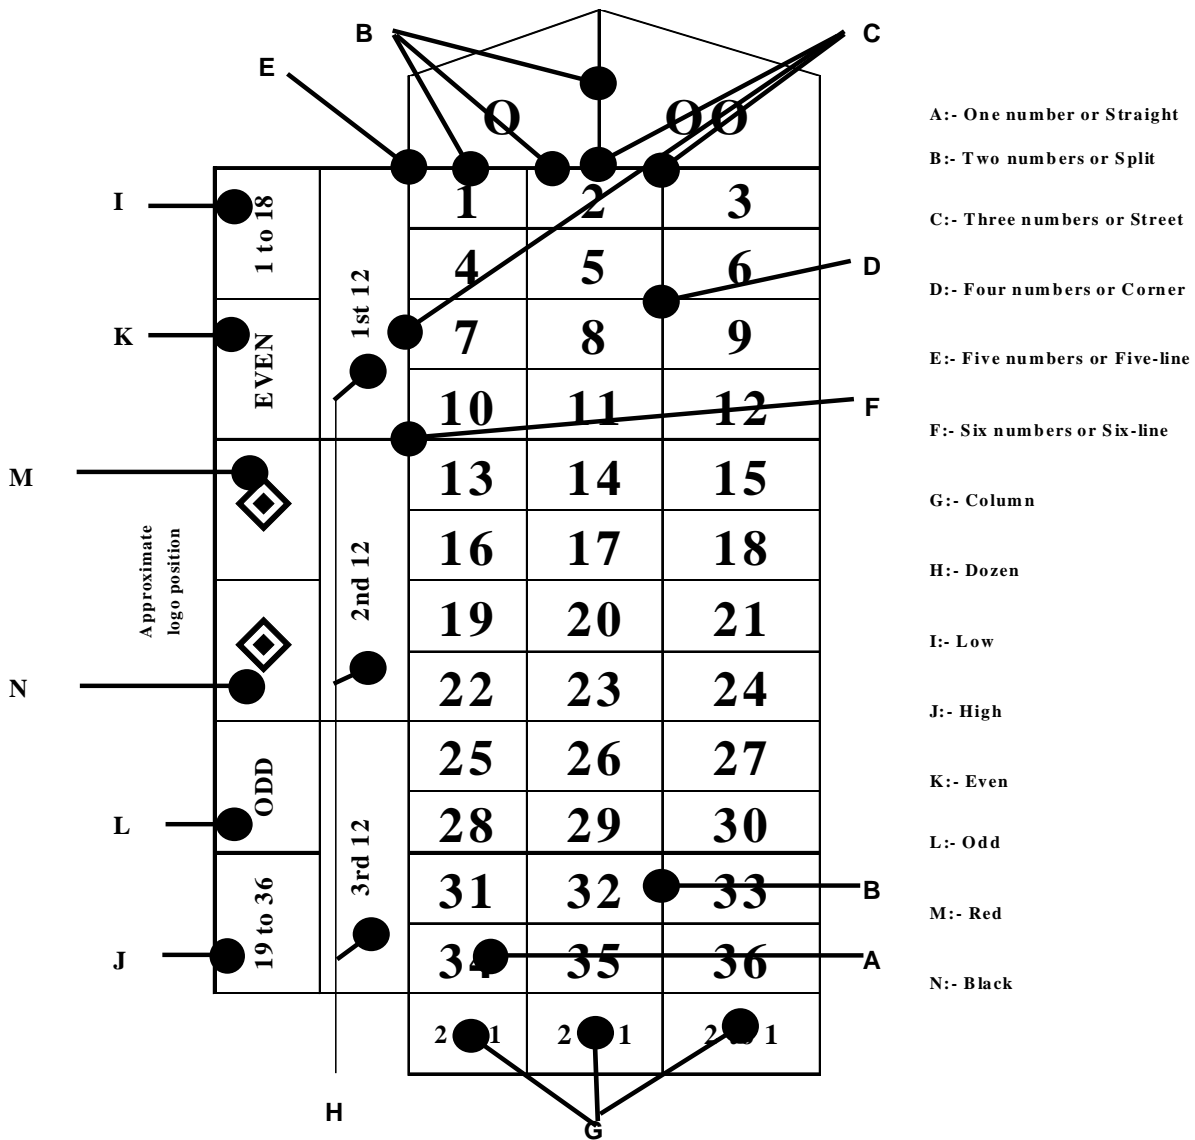 B
C
E
O
OO
A:- One number or Straight
B:- Two numbers or Split
I
1 to 18
1
2
3
C:- Three numbers or Street
4
5
6
D
D:- Four numbers or Corner
K
EVEN
1st 12
7
8
9
E:- Five numbers or Five-line
10
11
12
F
F:- Six numbers or Six-line
M
13
14
15
G:- Column
Approximate
logo position
2nd 12
16
17
18
H:- Dozen
19
20
21
I:- Low
N
22
23
24
J:- High
ODD
25
26
27
K:- Even
L
28
29
30
L:- Odd
3rd 12
31
32
33
B
M:- Red
J
19 to 36
34
35
36
A
N:- Black
2 1
2 1
2 to 1
H
G